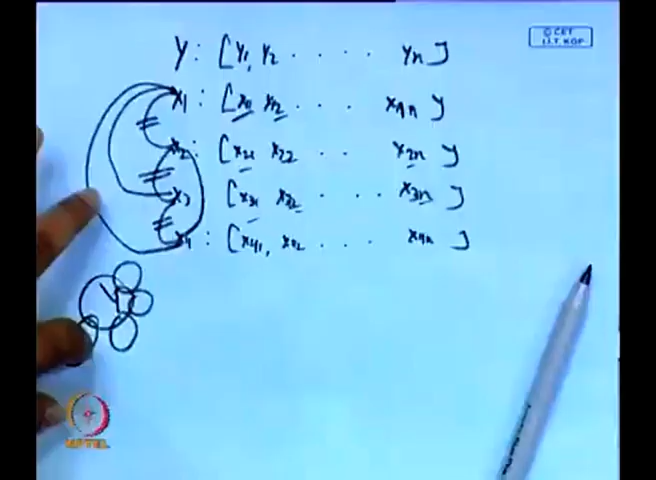 Y : [ y1, y2 . . . . yn ]
© CET
I.I.T. KGP
x1 : [ x11 x12 . . . x1n ]
x2 : [ x21 x22 . . x2n ]
x3 [ x31 x32 . . . x3n ]
x4 : [ x41, x42 . . . x4n ]
Y
NPTEL